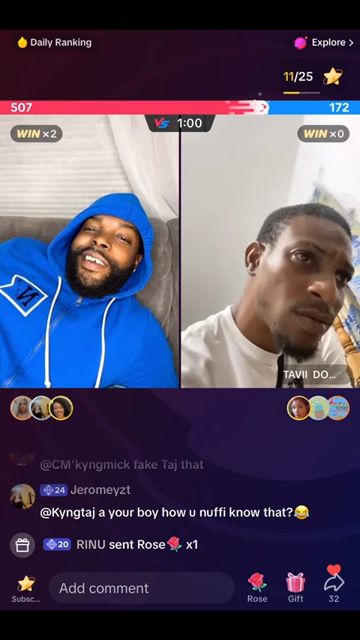 Daily Ranking
Explore >
11/25
507
172
WIN ×2
VS 1:00
WIN ×0
N
TAVII DO...
@CM'kyngmick fake Taj that
24 Jeromeyzt
@Kyngtaj a your boy how u nuffi know that?😂
20 RINU sent Rose🌹 x1
Subsc...
Add comment
Rose
Gift
32